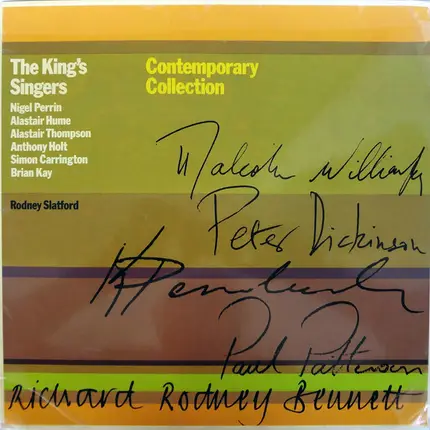 The King's
Singers
Nigel Perrin
Alastair Hume
Alastair Thompson
Anthony Holt
Simon Carrington
Brian Kay
Rodney Slatford
Contemporary
Collection
Malcolm Williamson
Peter Dickinson
KPenderecki
Paul Patterson
Richard Rodney Bennett